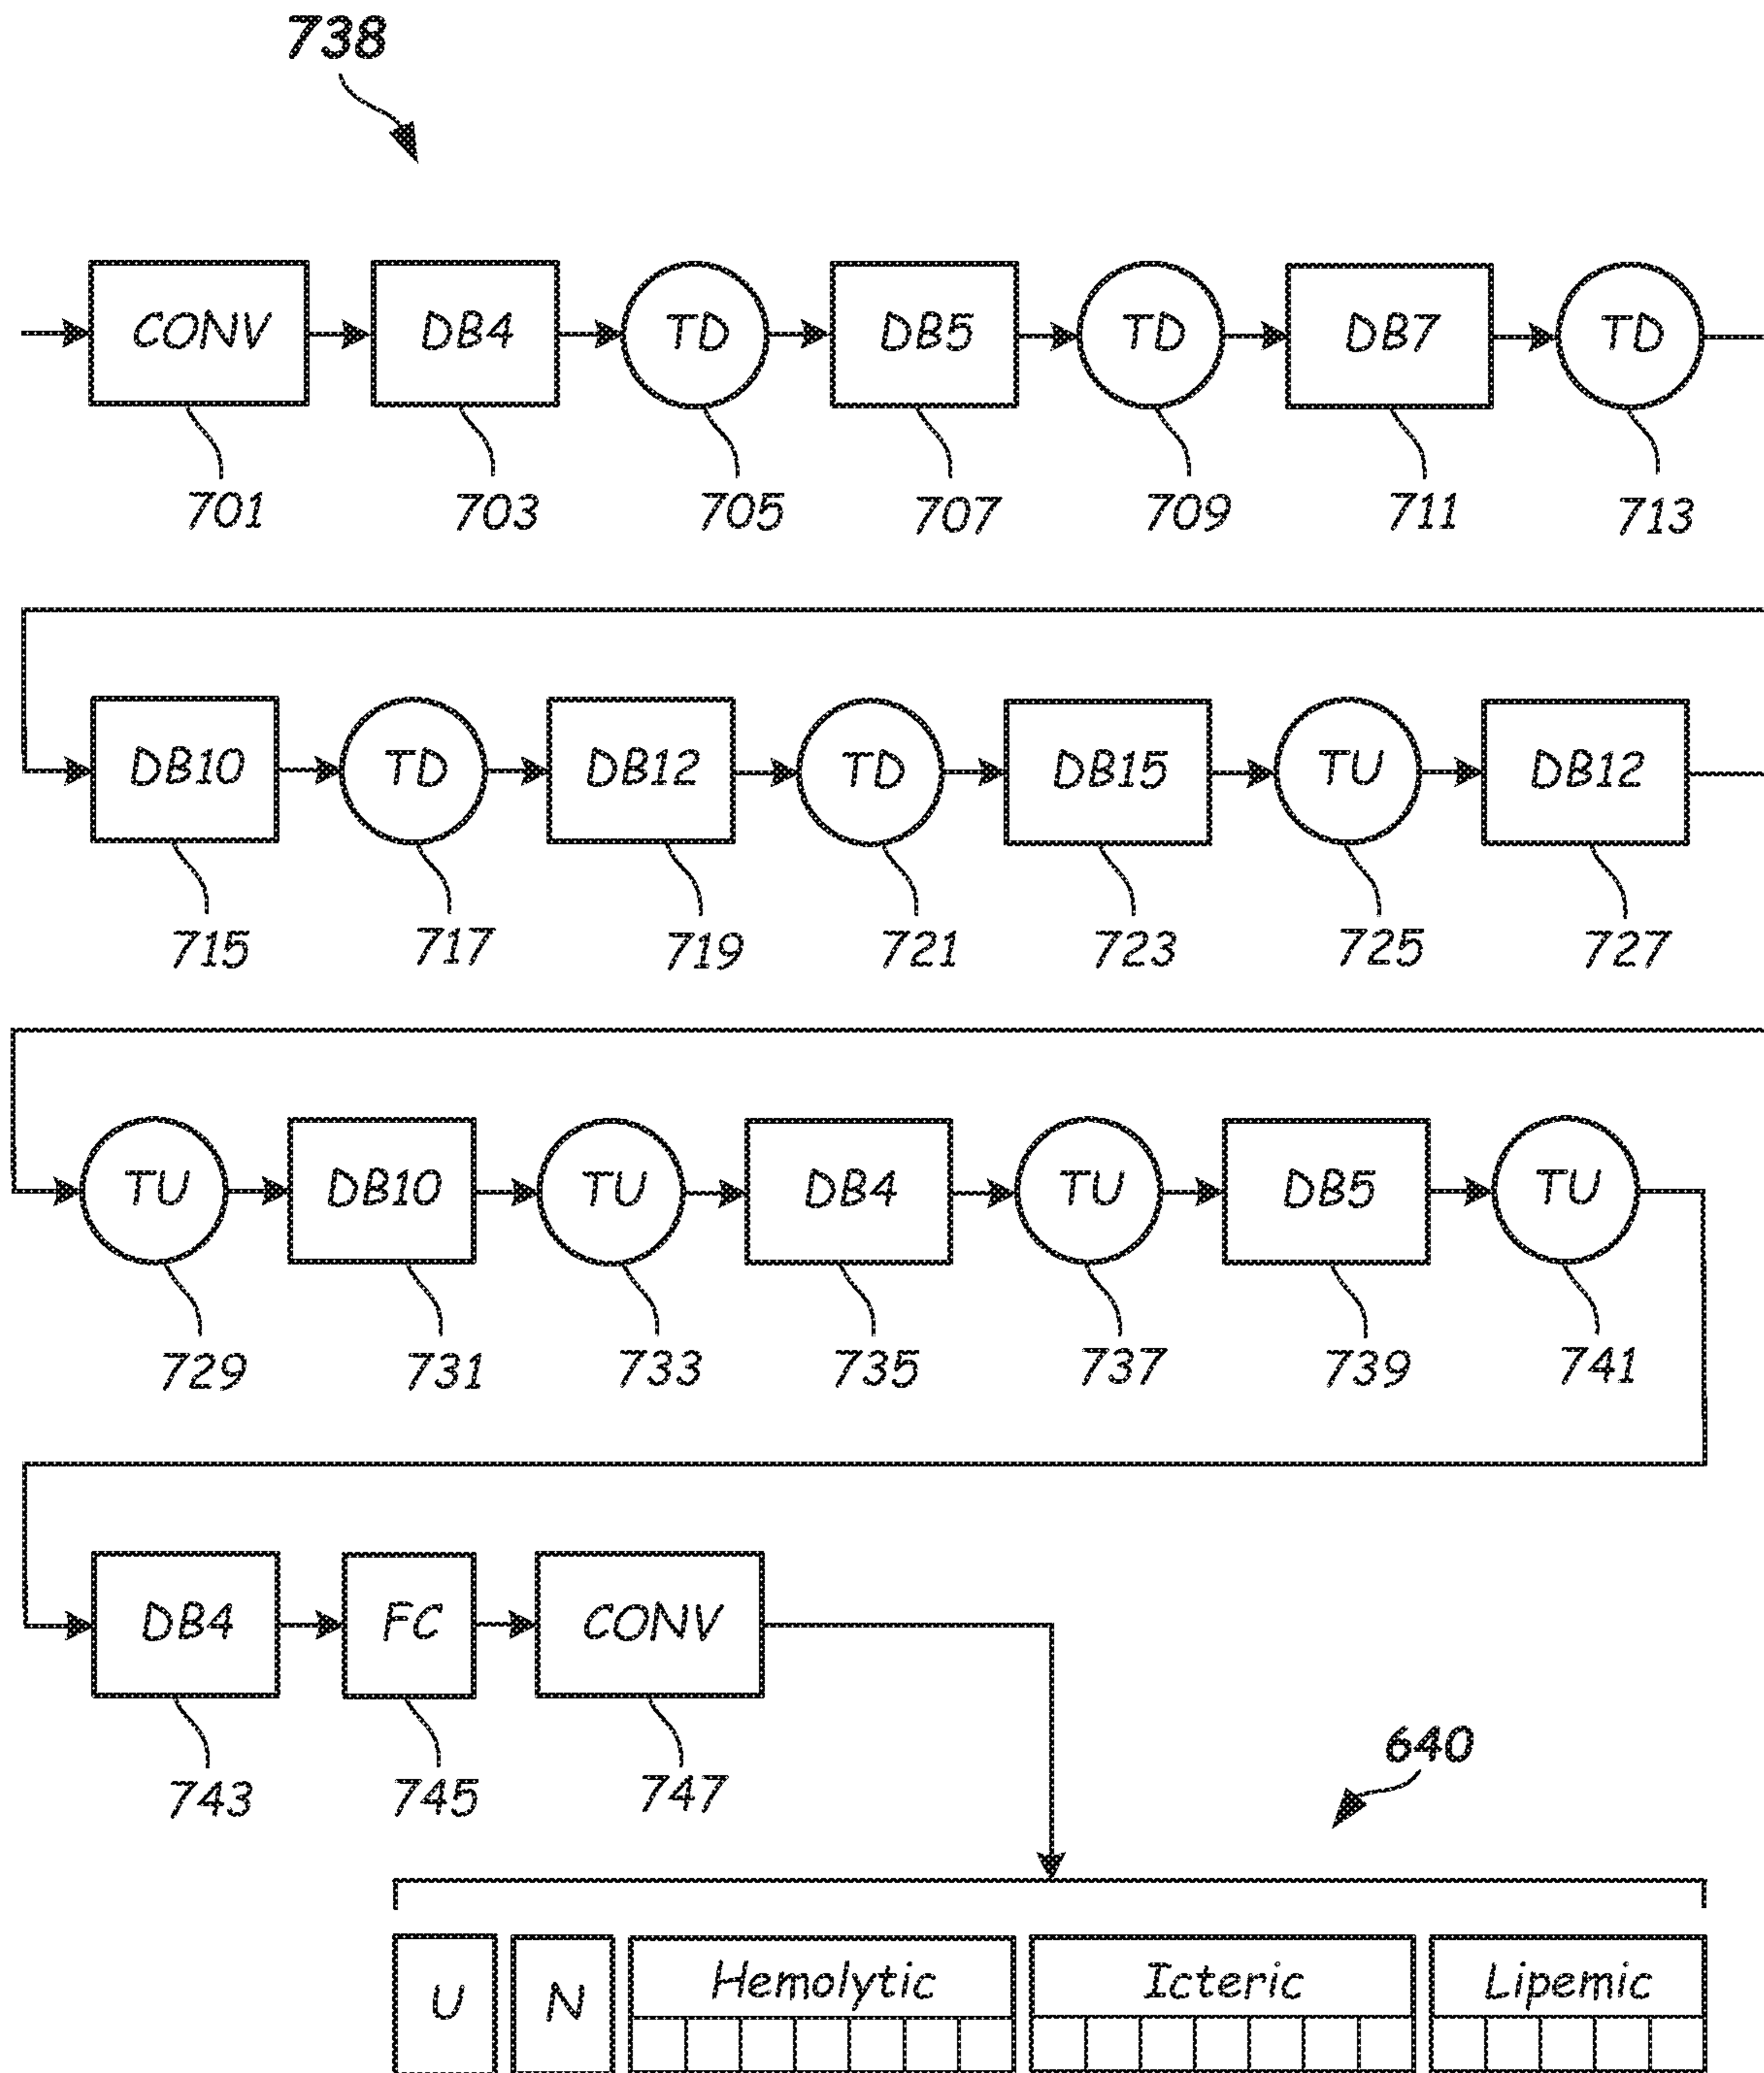 738
CONV DB4 TD DB5 TD DB7 TD
701 703 705 707 709 711 713
DB10 TD DB12 TD DB15 TU DB12
715 717 719 721 723 725 727
TU DB10 TU DB4 TU DB5 TU
729 731 733 735 737 739 741
DB4 FC CONV
743 745 747
640
U N Hemolytic Icteric Lipemic